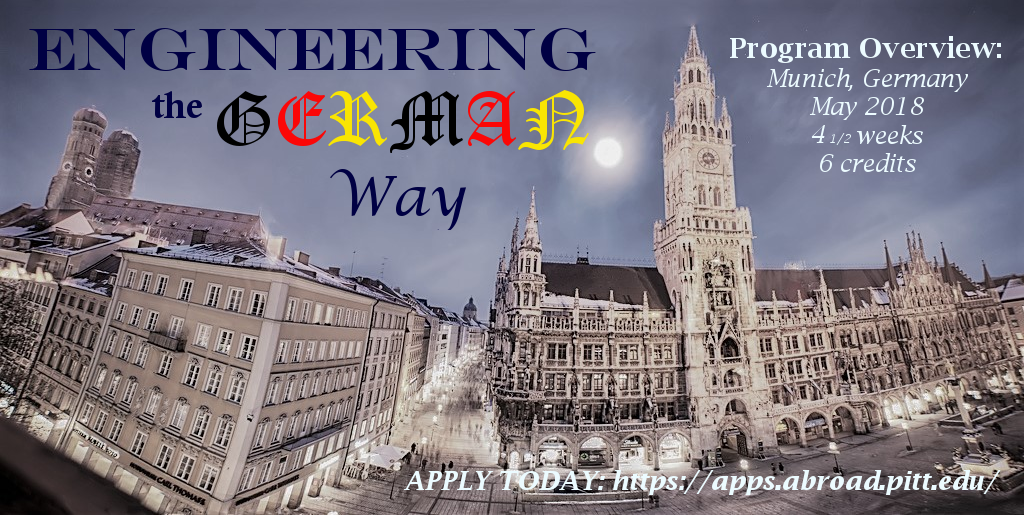 ENGINEERING
the GERMAN
Way
Program Overview:
Munich, Germany
May 2018
4 1/2 weeks
6 credits
APPLY TODAY: https://apps.abroad.pitt.edu/